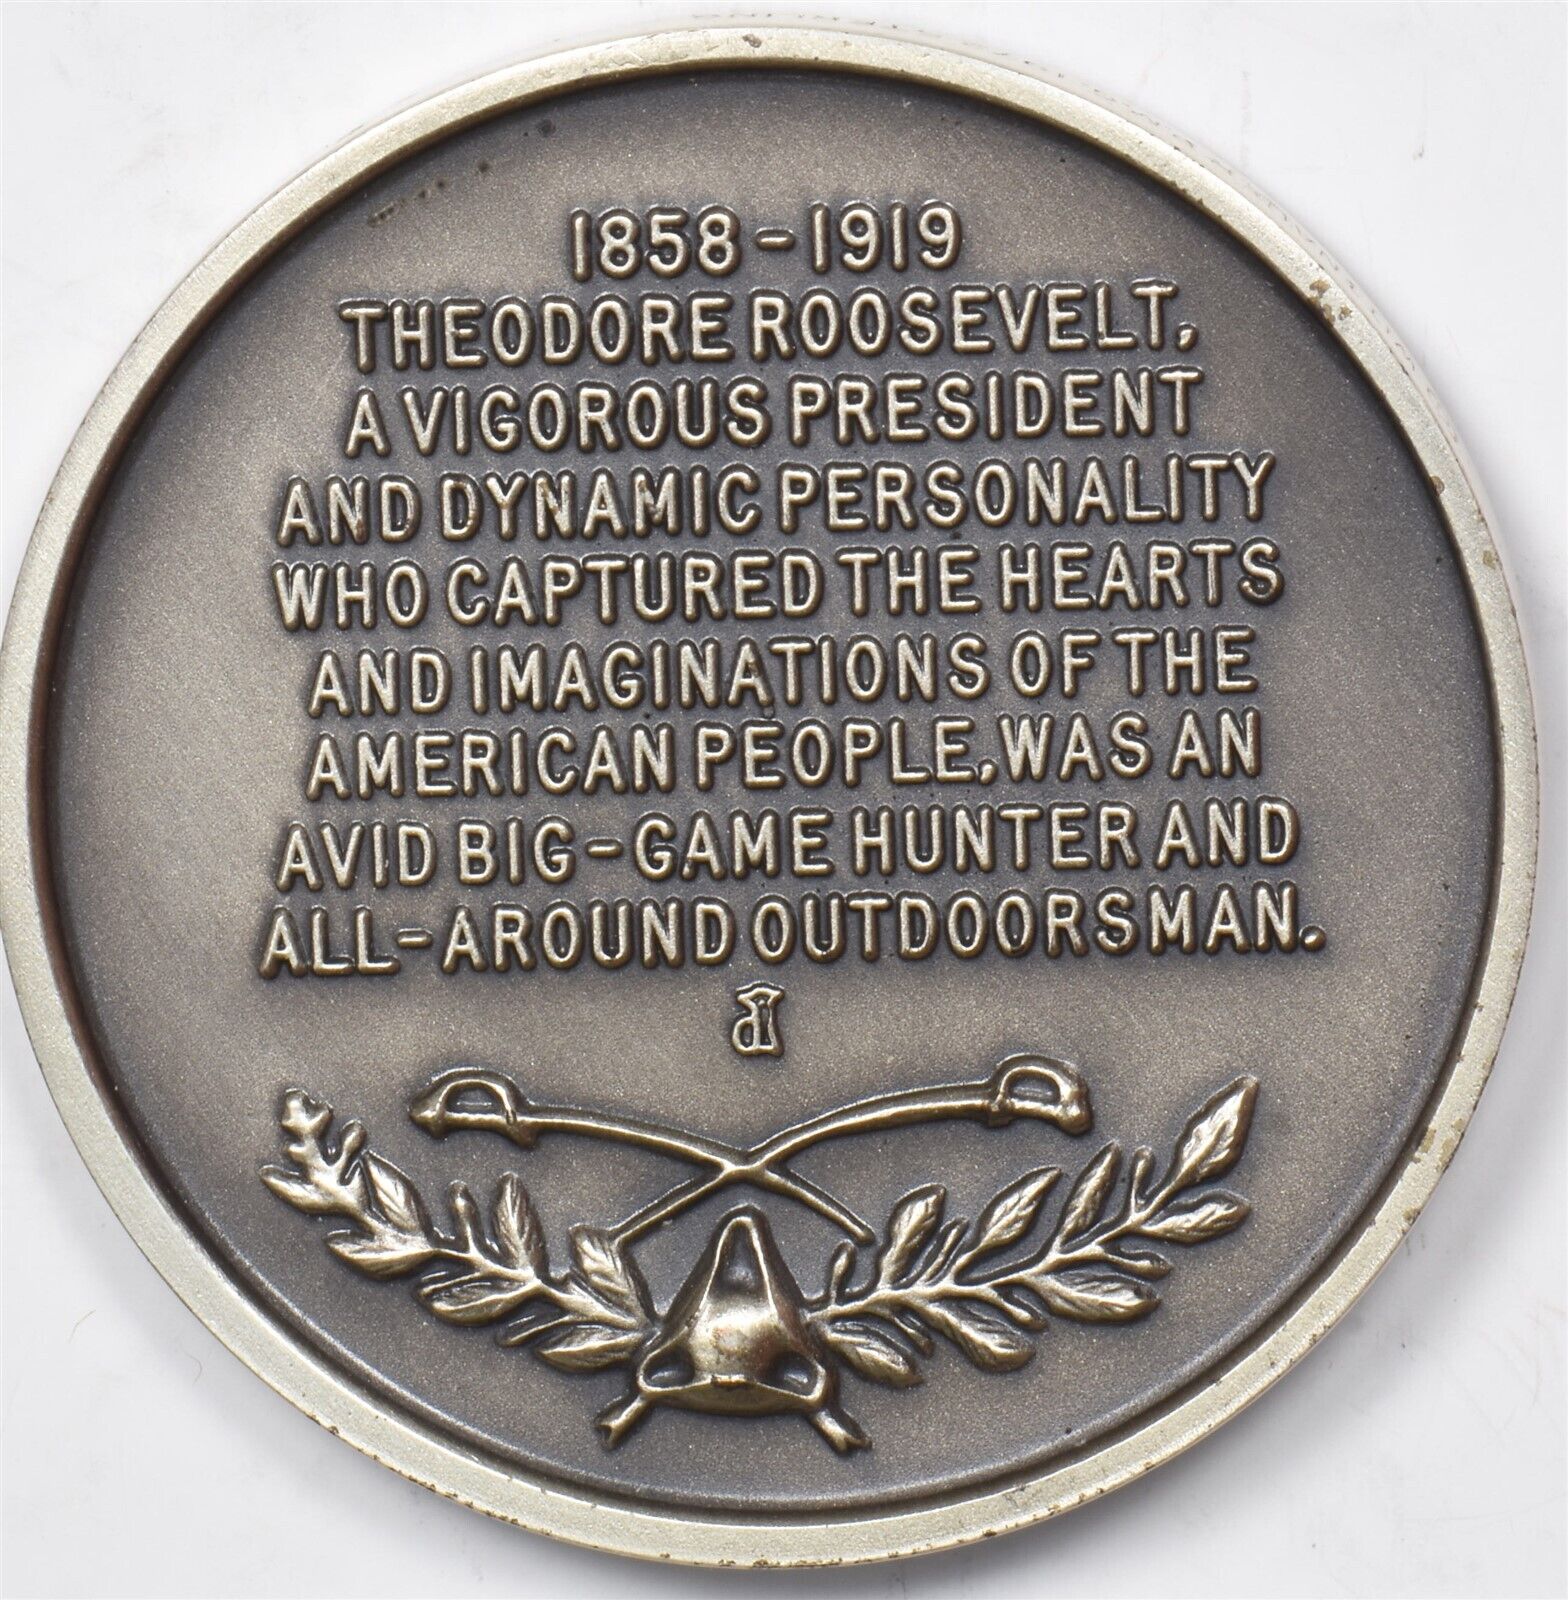 1858-1919
THEODORE ROOSEVELT,
A VIGOROUS PRESIDENT
AND DYNAMIC PERSONALITY
WHO CAPTURED THE HEARTS
AND IMAGINATIONS OF THE
AMERICAN PEOPLE, WAS AN
AVID BIG-GAME HUNTER AND
ALL-AROUND OUTDOORSMAN.